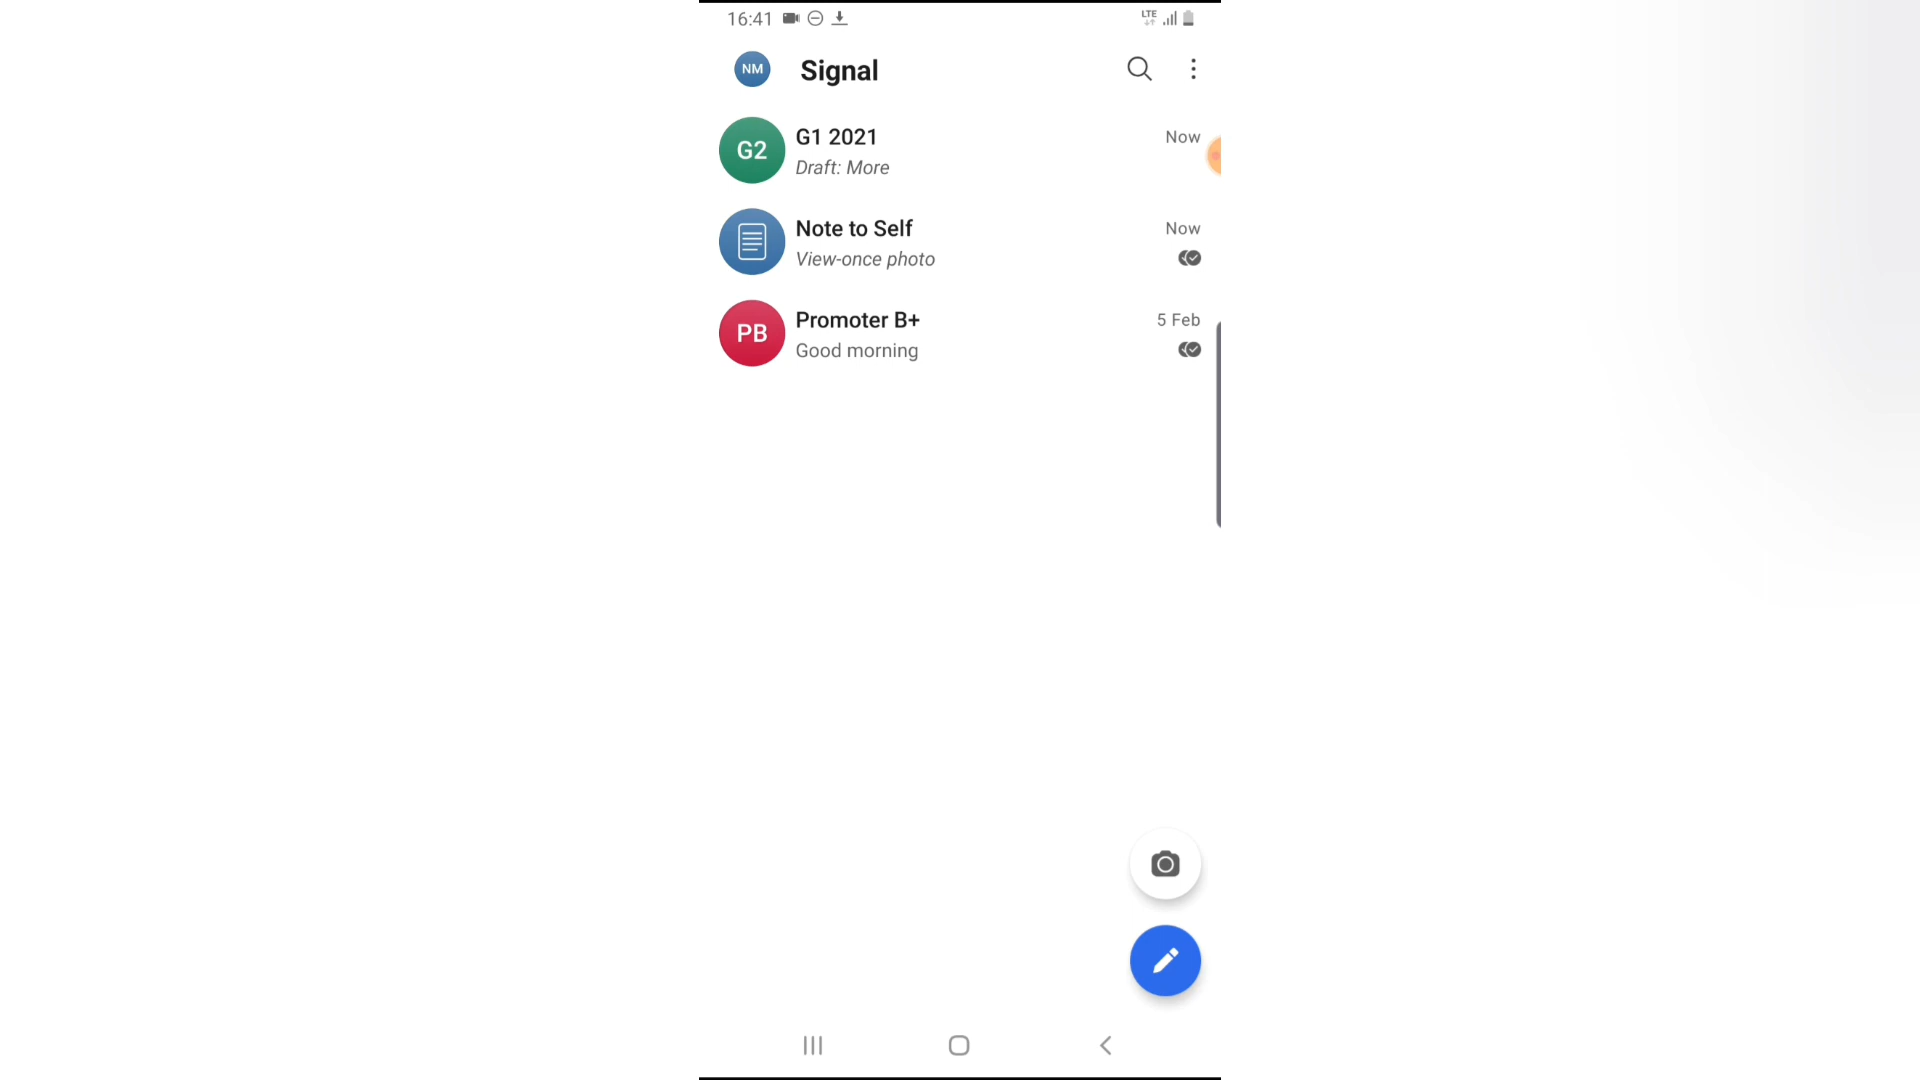 16:41
LTE
NM Signal
G2 G1 2021 Now
Draft: More
Note to Self Now
View-once photo
PB Promoter B+ 5 Feb
Good morning